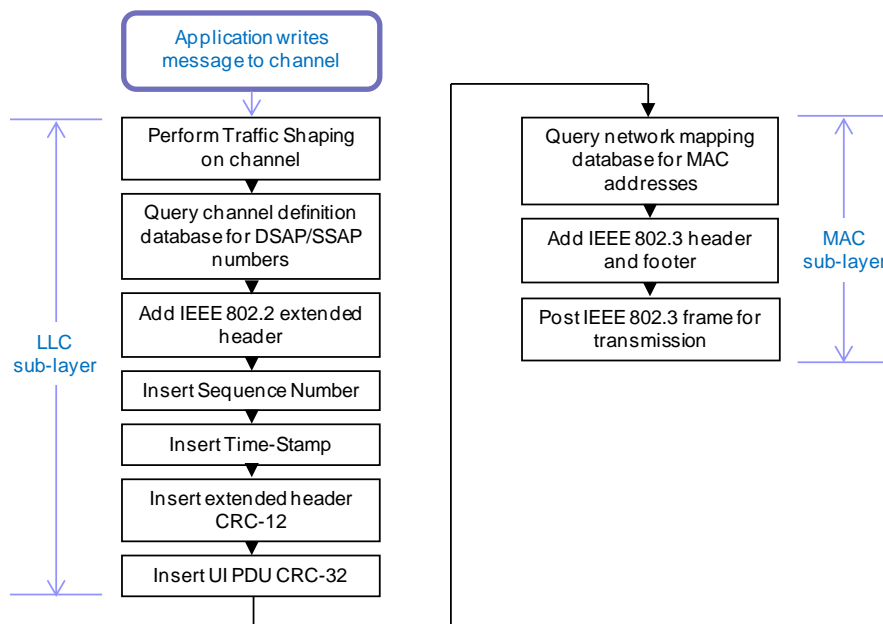 Application writes
message to channel
Perform Traffic Shaping
on channel
Query channel definition
database for DSAP/SSAP
numbers
Add IEEE 802.2 extended
header
Insert Sequence Number
Insert Time-Stamp
Insert extended header
CRC-12
Insert UI PDU CRC-32
LLC
sub-layer
Query network mapping
database for MAC
addresses
Add IEEE 802.3 header
and footer
Post IEEE 802.3 frame for
transmission
MAC
sub-layer